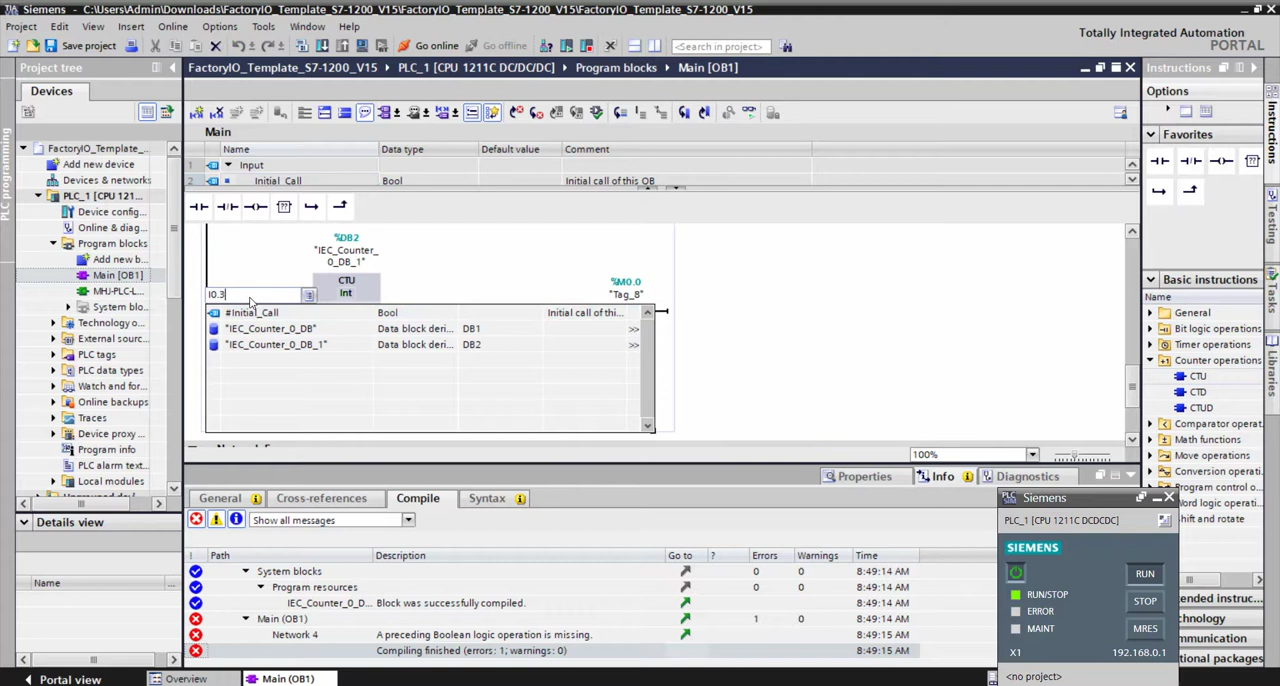 Siemens - C:\Users\Admin\Downloads\FactoryIO_Template_S7-1200_V15\FactoryIO_Template_S7-1200_V15\FactoryIO_Template_S7-1200_V15
Project Edit View Insert Online Options Tools Window Help
Totally Integrated Automation
PORTAL
Save project Go online Go offline <Search in project>
Project tree
FactoryIO_Template_S7-1200_V15 PLC_1 [CPU 1211C DC/DC/DC] Program blocks Main [OB1]
Instructions
Devices
Options
PLC programming
FactoryIO_Template_...
Add new device
Devices & networks
PLC_1 [CPU 121...
Device config...
Online & diag...
Program blocks
Add new b...
Main [OB1]
MHJ-PLC-L...
System blo...
Technology o...
External sourc...
PLC tags
PLC data types
Watch and for...
Online backups
Traces
Device proxy ...
Program info
PLC alarm text...
Local modules
Details view
Name
Main
Name Data type Default value Comment
1 Input
2 Initial_Call Bool Initial call of this OB
%DB2
"IEC_Counter_
0_DB_1"
CTU
Int
I0.3
%M0.0
"Tag_8"
#Initial_Call Bool Initial call of thi...
"IEC_Counter_0_DB" Data block deri... DB1 >>
"IEC_Counter_0_DB_1" Data block deri... DB2 >>
100%
Properties Info Diagnostics
General Cross-references Compile Syntax
Show all messages
! Path Description Go to ? Errors Warnings Time
System blocks 0 0 8:49:14 AM
Program resources 0 0 8:49:14 AM
IEC_Counter_0_D... Block was successfully compiled. 8:49:14 AM
Main (OB1) 1 0 8:49:14 AM
Network 4 A preceding Boolean logic operation is missing. 8:49:15 AM
Compiling finished (errors: 1; warnings: 0) 8:49:15 AM
Favorites
Basic instructions
Name
General
Bit logic operations
Timer operations
Counter operations
CTU
CTD
CTUD
Comparator operat...
Math functions
Move operations
Conversion operati...
Program control o...
Word logic operati...
Shift and rotate
Instructions
Testing
Tasks
Libraries
Siemens
PLC_1 [CPU 1211C DCDCDC]
SIEMENS
RUN
RUN/STOP
STOP
ERROR
MAINT
MRES
X1 192.168.0.1
<no project>
Portal view Overview Main (OB1)